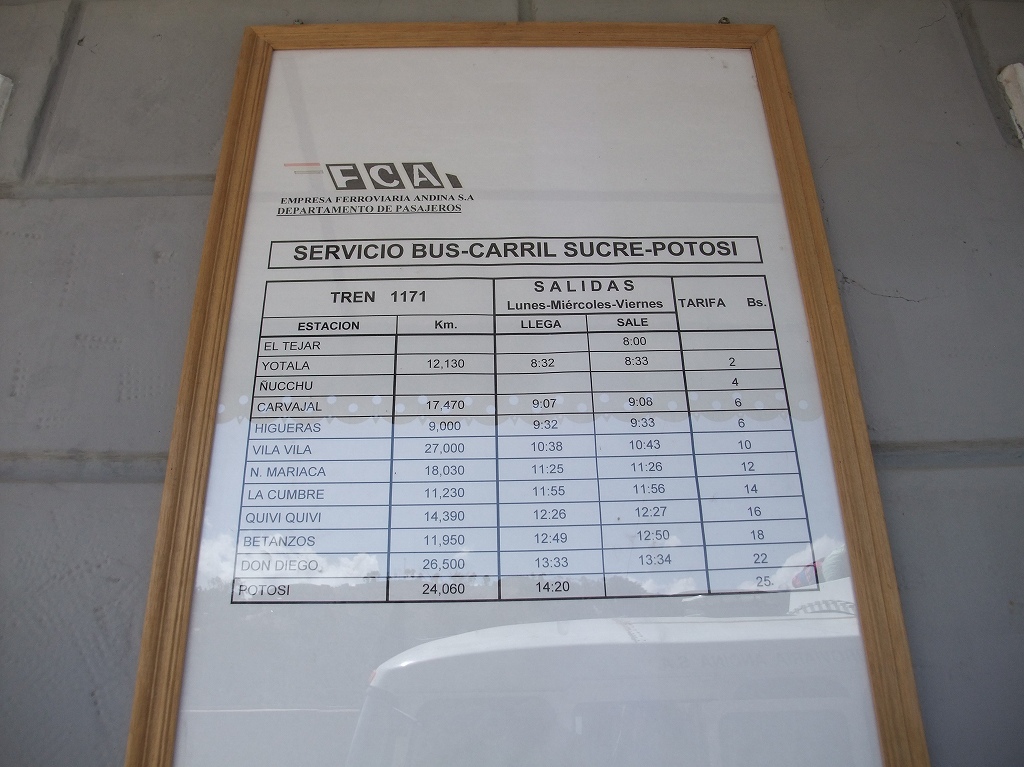 FCA
EMPRESA FERROVIARIA ANDINA S.A
DEPARTAMENTO DE PASAJEROS
SERVICIO BUS-CARRIL SUCRE-POTOSI
TREN 1171 SALIDAS TARIFA Bs.
Lunes-Miércoles-Viernes
ESTACION Km. LLEGA SALE
EL TEJAR 8:00
YOTALA 12,130 8:32 8:33 2
ÑUCCHU 4
CARVAJAL 17,470 9:07 9:08 6
HIGUERAS 9,000 9:32 9:33 6
VILA VILA 27,000 10:38 10:43 10
N. MARIACA 18,030 11:25 11:26 12
LA CUMBRE 11,230 11:55 11:56 14
QUIVI QUIVI 14,390 12:26 12:27 16
BETANZOS 11,950 12:49 12:50 18
DON DIEGO 26,500 13:33 13:34 22
POTOSI 24,060 14:20 25